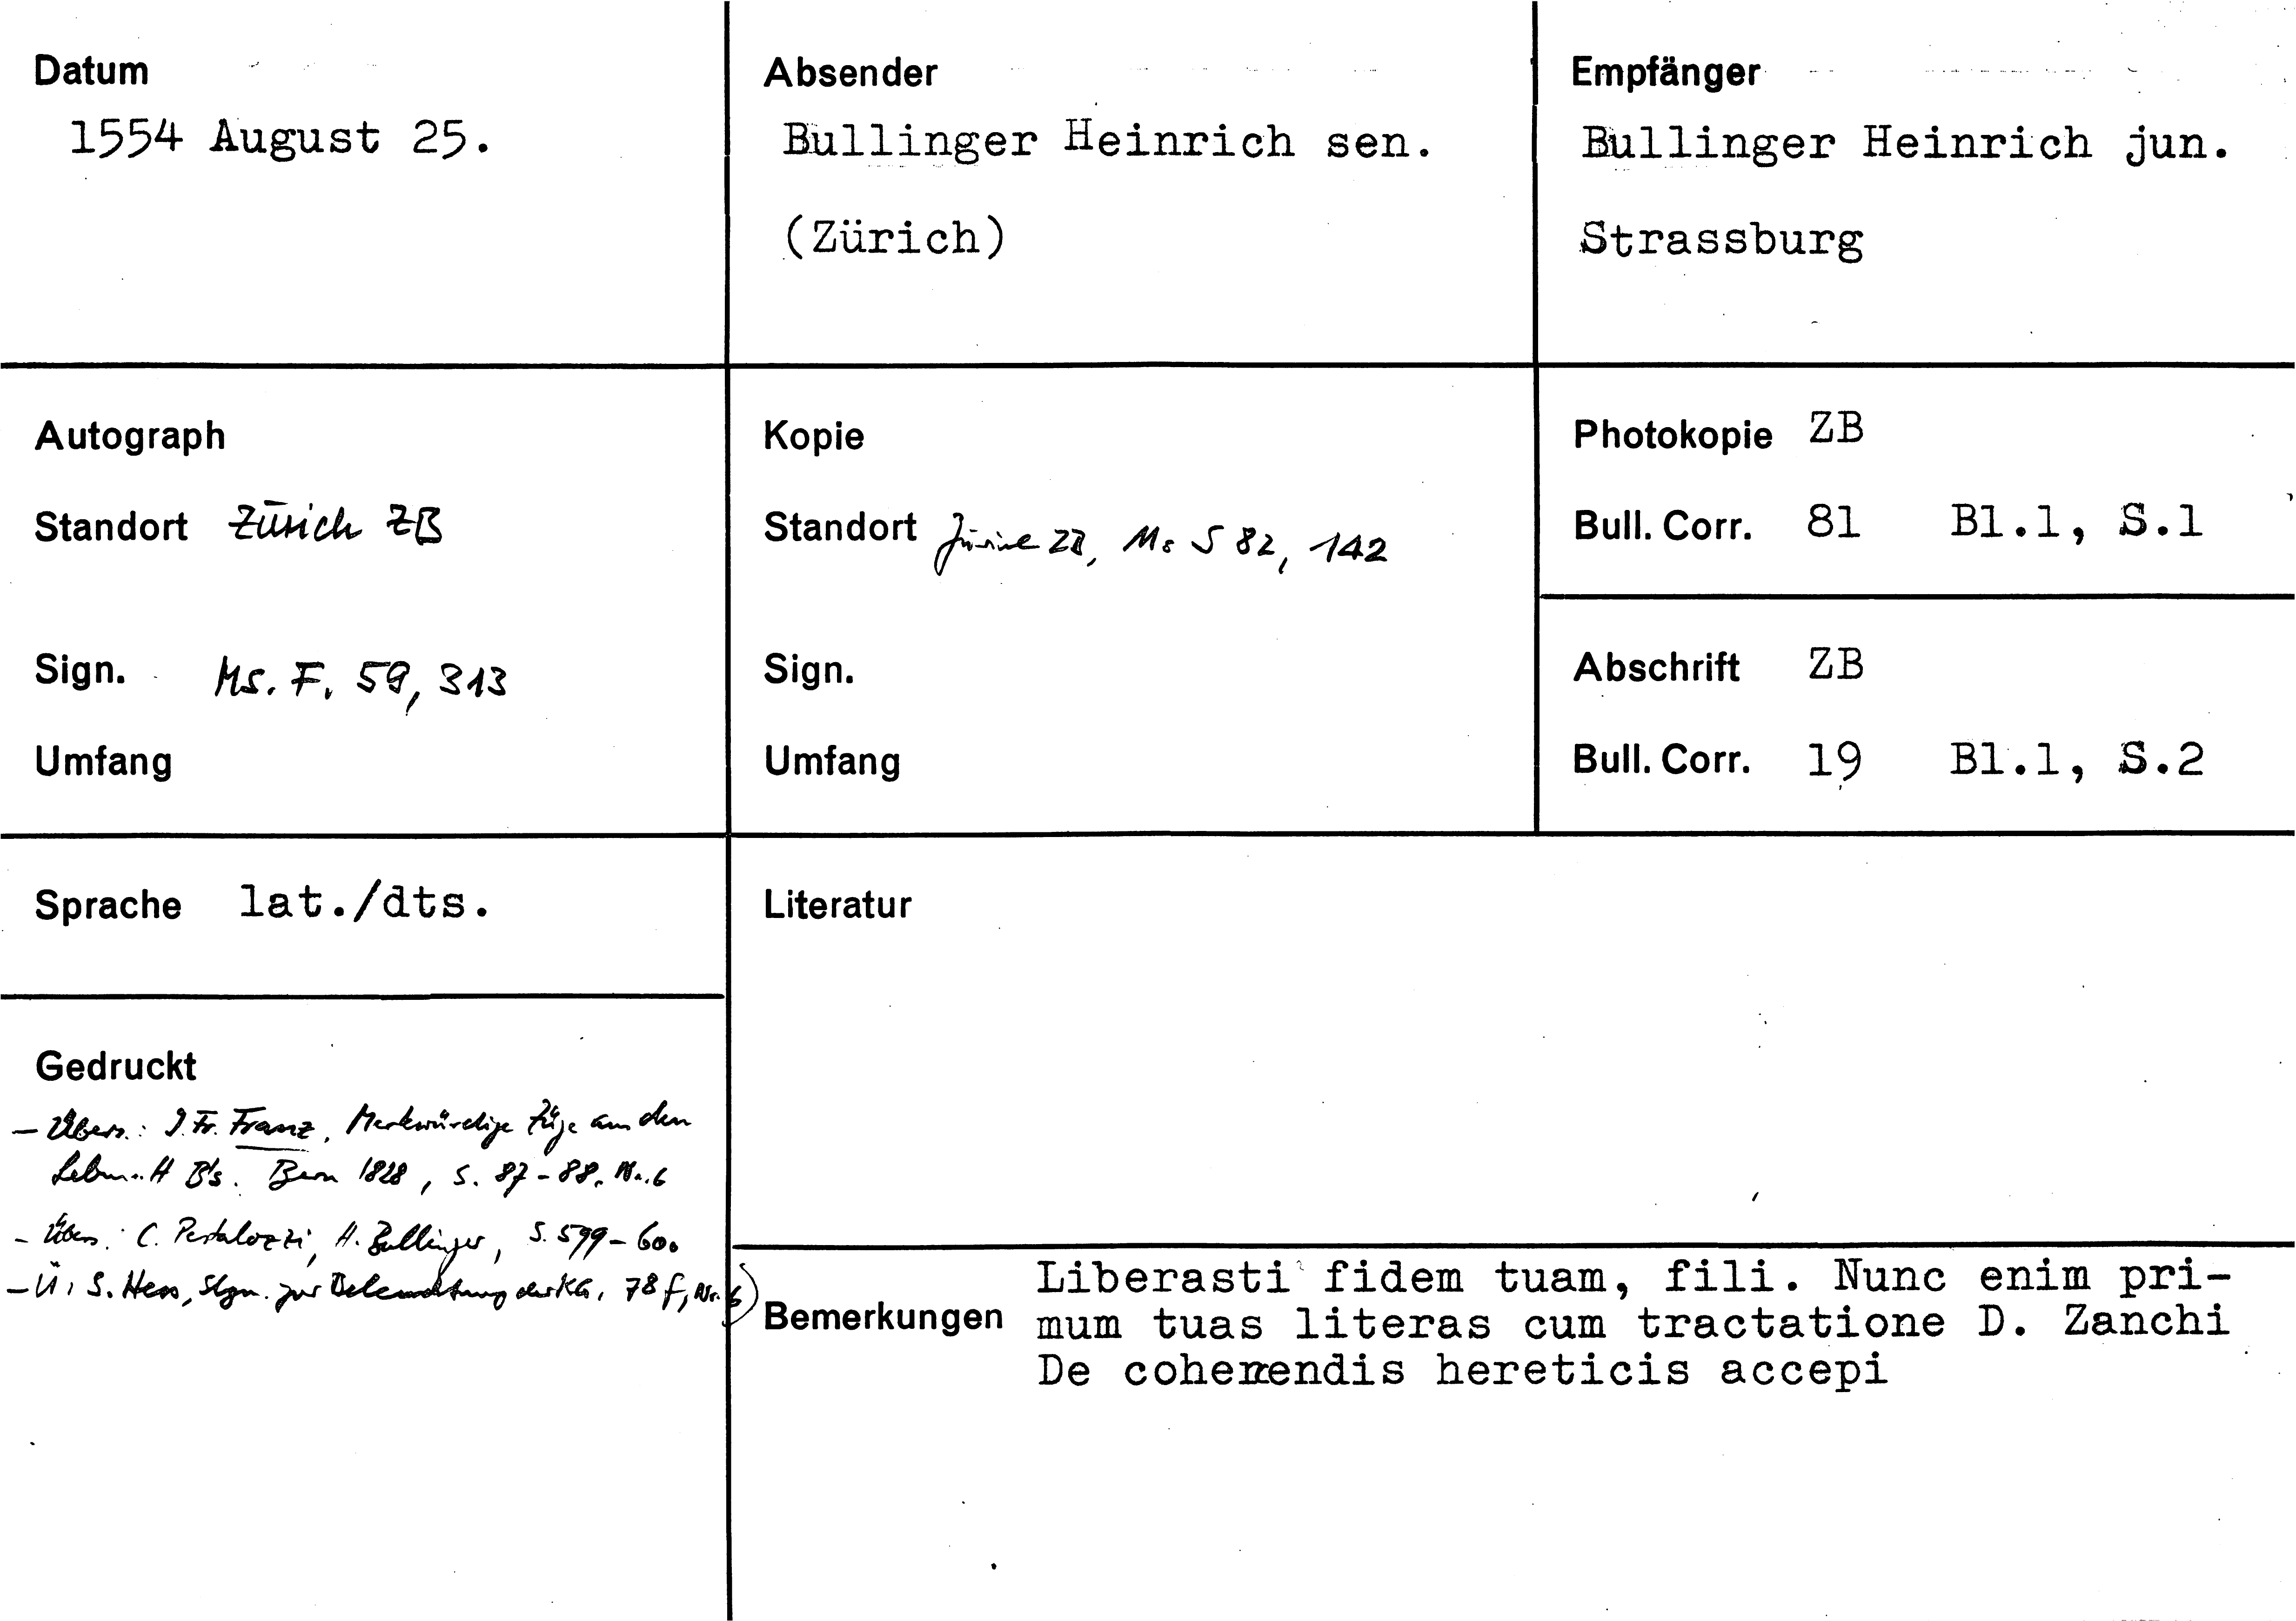 Datum
1554 August 25.
Absender
Bullinger Heinrich sen.
(Zürich)
Empfänger
Bullinger Heinrich jun.
Strassburg
Autograph
Standort Zürich ZB
Sign. Ms. F. 59, 313
Umfang
Kopie
Standort Zürich ZB, Ms S 82, 142
Sign.
Umfang
Photokopie ZB
Bull. Corr. 81 Bl.1, S.1
Abschrift ZB
Bull. Corr. 19 Bl.1, S.2
Sprache lat./dts.
Gedruckt
- Übers.: J. Fr. Franz, Merkwürdige Züge aus dem
Leben H B's. Bern 1828, S. 87-88, Nr. 6
- Übers. C. Pestalozzi, H. Bullinger, S. 599-600
- Ü: S. Hess, Slgn. zur Beleuchtung der KG, 78 f, Nr. 6)
Literatur
Bemerkungen
Liberasti fidem tuam, fili. Nunc enim pri-
mum tuas literas cum tractatione D. Zanchi
De coherendis hereticis accepi